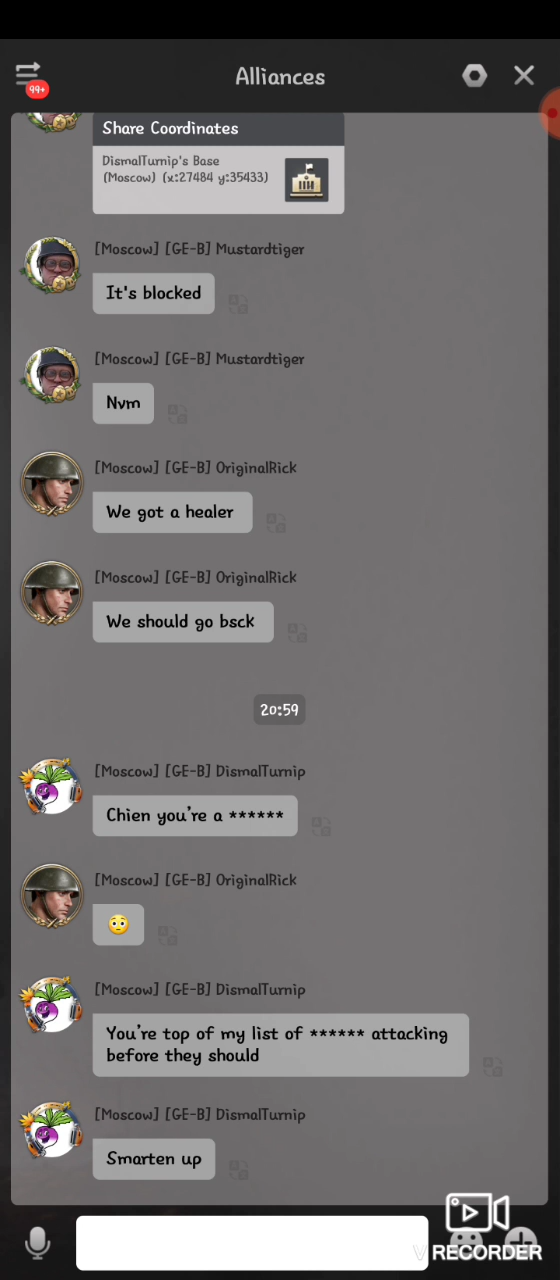 Alliances
99+
Share Coordinates
DismalTurnip's Base
(Moscow) (x:27484 y:35433)
[Moscow] [GE-B] Mustardtiger
It's blocked
[Moscow] [GE-B] Mustardtiger
Nvm
[Moscow] [GE-B] OriginalRick
We got a healer
[Moscow] [GE-B] OriginalRick
We should go bsck
20:59
[Moscow] [GE-B] DismalTurnip
Chien you're a ******
[Moscow] [GE-B] OriginalRick
😳
[Moscow] [GE-B] DismalTurnip
You're top of my list of ****** attacking
before they should
[Moscow] [GE-B] DismalTurnip
Smarten up
V RECORDER